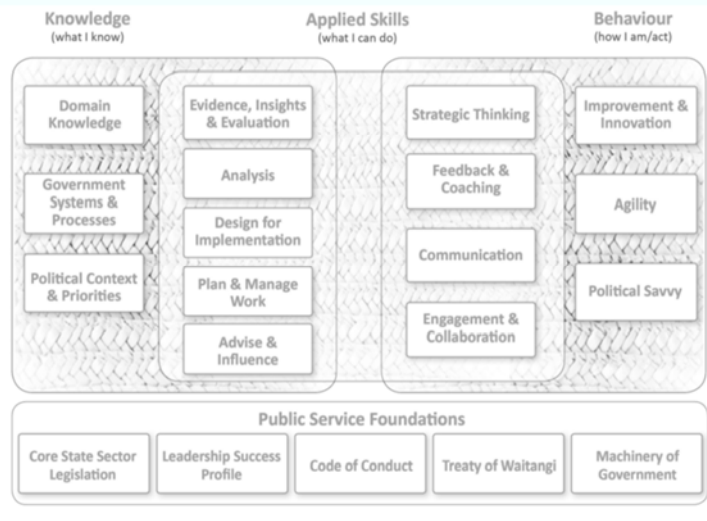 Knowledge
(what I know)
Applied Skills
(what I can do)
Behaviour
(how I am/act)
Domain
Knowledge
Government
Systems &
Processes
Political Context
& Priorities
Evidence, Insights
& Evaluation
Analysis
Design for
Implementation
Plan & Manage
Work
Advise &
Influence
Strategic Thinking
Feedback &
Coaching
Communication
Engagement &
Collaboration
Improvement &
Innovation
Agility
Political Savvy
Public Service Foundations
Core State Sector
Legislation
Leadership Success
Profile
Code of Conduct
Treaty of Waitangi
Machinery of
Government